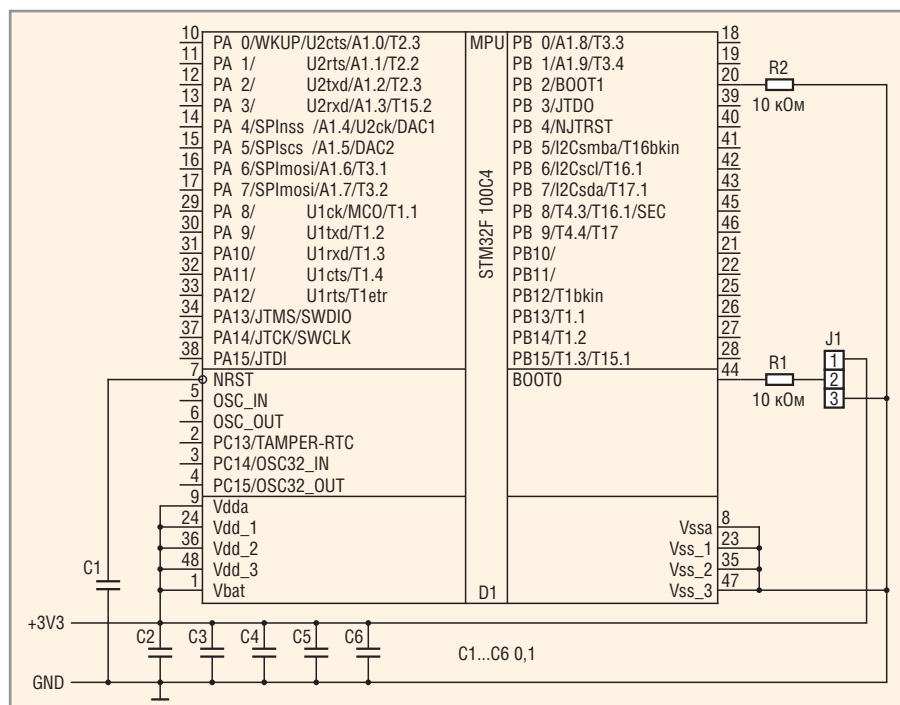 10 PA 0/WKUP/U2cts/A1.0/T2.3
11 PA 1/ U2rts/A1.1/T2.2
12 PA 2/ U2txd/A1.2/T2.3
13 PA 3/ U2rxd/A1.3/T15.2
14 PA 4/SPInss /A1.4/U2ck/DAC1
15 PA 5/SPIscs /A1.5/DAC2
16 PA 6/SPImosi/A1.6/T3.1
17 PA 7/SPImosi/A1.7/T3.2
29 PA 8/ U1ck/MCO/T1.1
30 PA 9/ U1txd/T1.2
31 PA10/ U1rxd/T1.3
32 PA11/ U1cts/T1.4
33 PA12/ U1rts/T1etr
34 PA13/JTMS/SWDIO
37 PA14/JTCK/SWCLK
38 PA15/JTDI
7 NRST
5 OSC_IN
6 OSC_OUT
2 PC13/TAMPER-RTC
3 PC14/OSC32_IN
4 PC15/OSC32_OUT
9 Vdda
24 Vdd_1
36 Vdd_2
48 Vdd_3
1 Vbat
MPU
STM32F 100C4
D1
PB 0/A1.8/T3.3 18
PB 1/A1.9/T3.4 19
PB 2/BOOT1 20
PB 3/JTDO 39
PB 4/NJTRST 40
PB 5/I2Csmba/T16bkin 41
PB 6/I2Cscl/T16.1 42
PB 7/I2Csda/T17.1 43
PB 8/T4.3/T16.1/SEC 45
PB 9/T4.4/T17 46
PB10/ 21
PB11/ 22
PB12/T1bkin 25
PB13/T1.1 26
PB14/T1.2 27
PB15/T1.3/T15.1 28
BOOT0 44
Vssa 8
Vss_1 23
Vss_2 35
Vss_3 47
R2
10 кОм
R1
10 кОм
J1
1
2
3
C1
+3V3
C2 C3 C4 C5 C6
C1...C6 0,1
GND